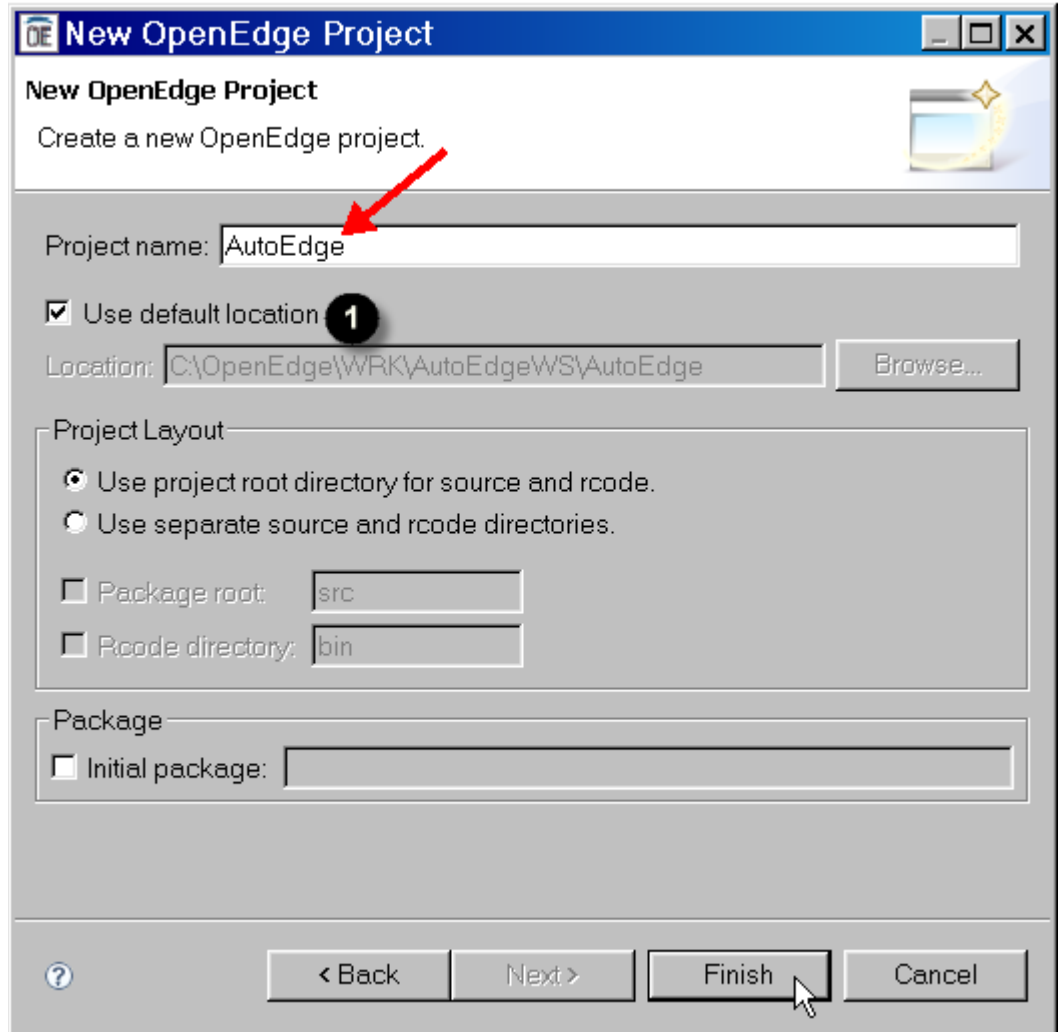 OE New OpenEdge Project
New OpenEdge Project
Create a new OpenEdge project.
Project name: AutoEdge
Use default location 1
Location: C:\OpenEdge\WRK\AutoEdgeWS\AutoEdge Browse...
Project Layout
Use project root directory for source and rcode.
Use separate source and rcode directories.
Package root: src
Rcode directory: bin
Package
Initial package:
? < Back Next > Finish Cancel